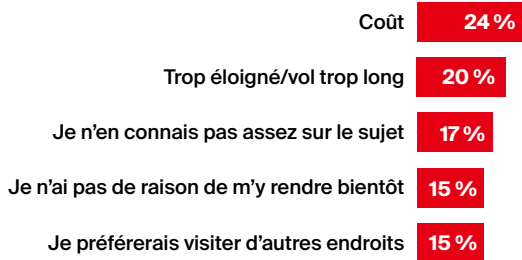 Coût 24 %
Trop éloigné/vol trop long 20 %
Je n’en connais pas assez sur le sujet 17 %
Je n’ai pas de raison de m’y rendre bientôt 15 %
Je préférerais visiter d’autres endroits 15 %